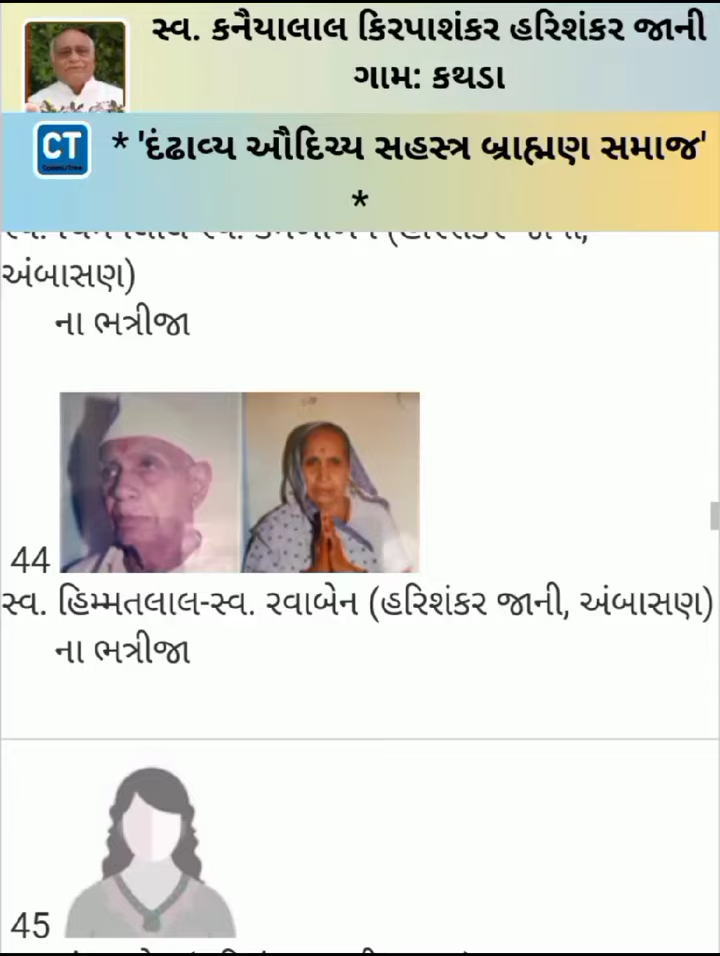 સ્વ. કનૈયાલાલ કિરપાશંકર હરિશંકર જાની
ગામ: કથડા
CT
* 'દંઢાવ્ય ઔદિચ્ય સહસ્ત્ર બ્રાહ્મણ સમાજ'
*
અંબાસણ)
ના ભત્રીજા
44
સ્વ. હિમ્મતલાલ-સ્વ. રવાબેન (હરિશંકર જાની, અંબાસણ)
ના ભત્રીજા
45